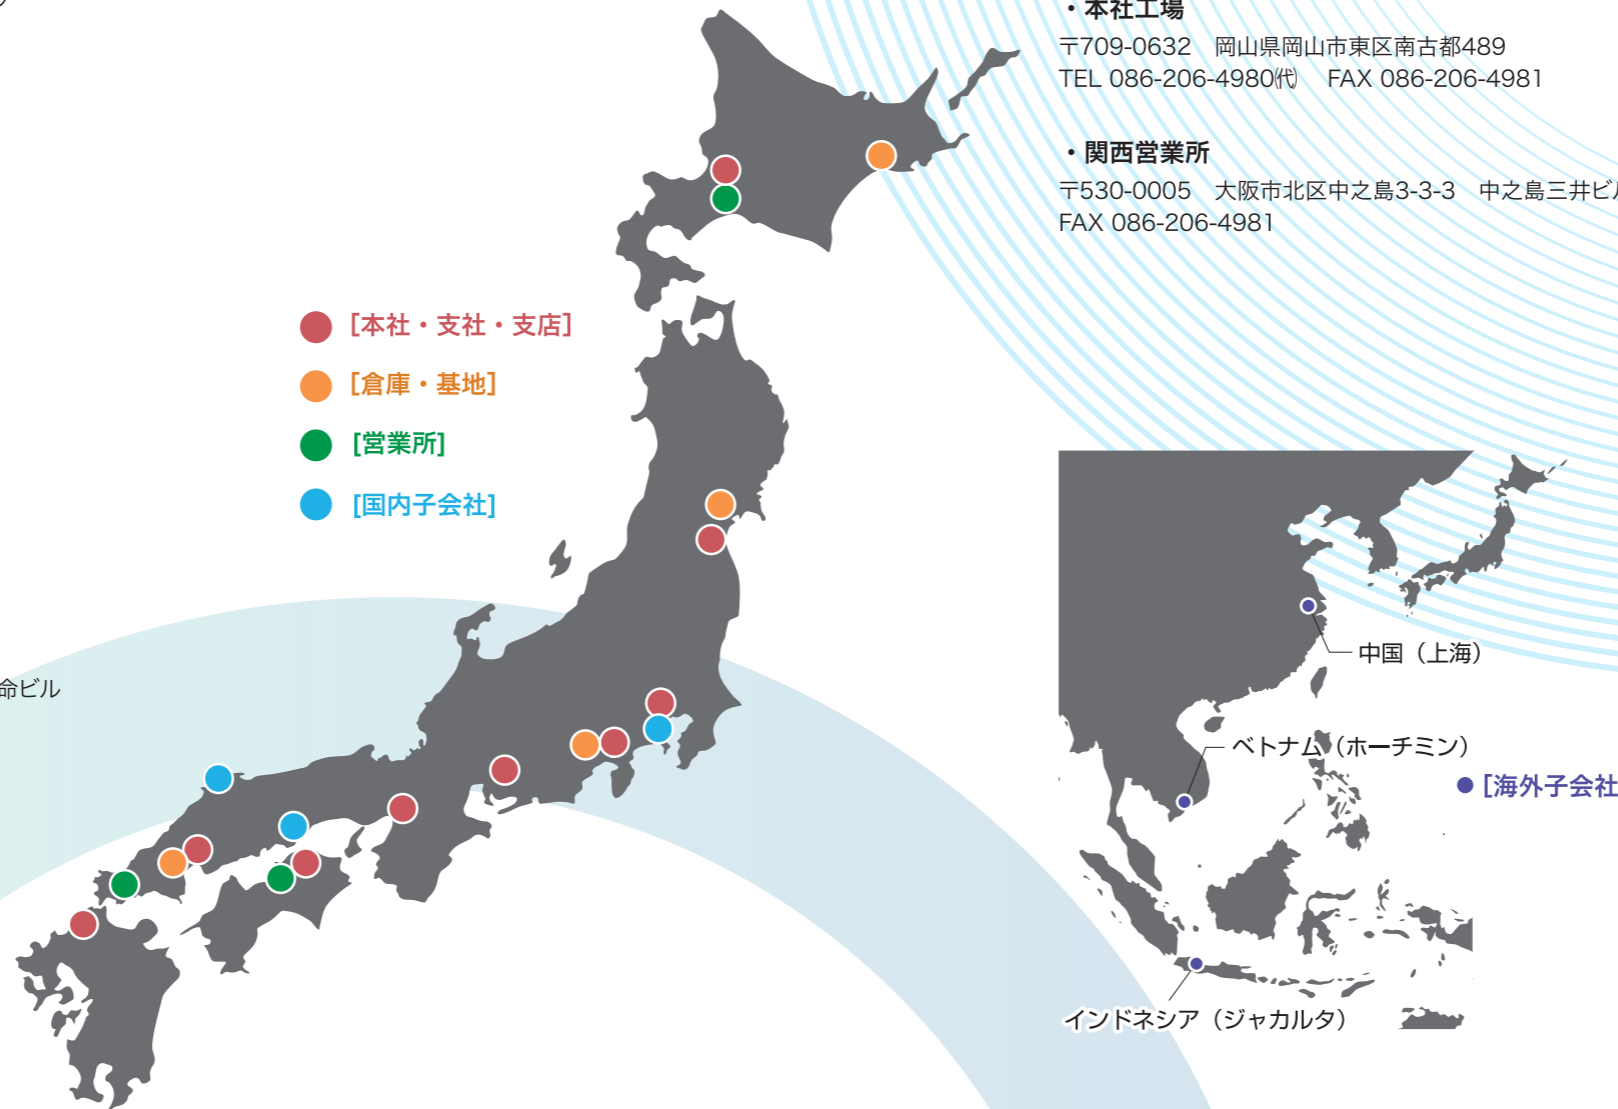 ・本社工場
〒709-0632　岡山県岡山市東区南古都489
TEL 086-206-4980㈹　FAX 086-206-4981
・関西営業所
〒530-0005　大阪市北区中之島3-3-3　中之島三井ビル
FAX 086-206-4981
[本社・支社・支店]
[倉庫・基地]
[営業所]
[国内子会社]
命ビル
中国（上海）
ベトナム（ホーチミン）
[海外子会社
インドネシア（ジャカルタ）